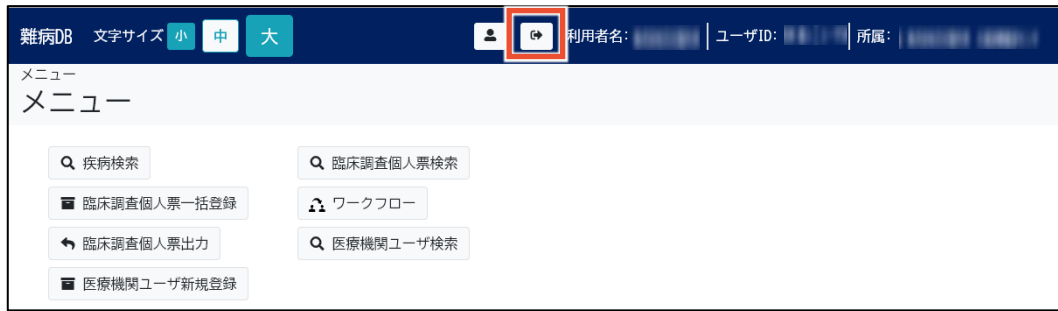 難病DB 文字サイズ 小 中 大 利用者名: ユーザID: 所属:
メニュー
メニュー
疾病検索 臨床調査個人票検索
臨床調査個人票一括登録 ワークフロー
臨床調査個人票出力 医療機関ユーザ検索
医療機関ユーザ新規登録